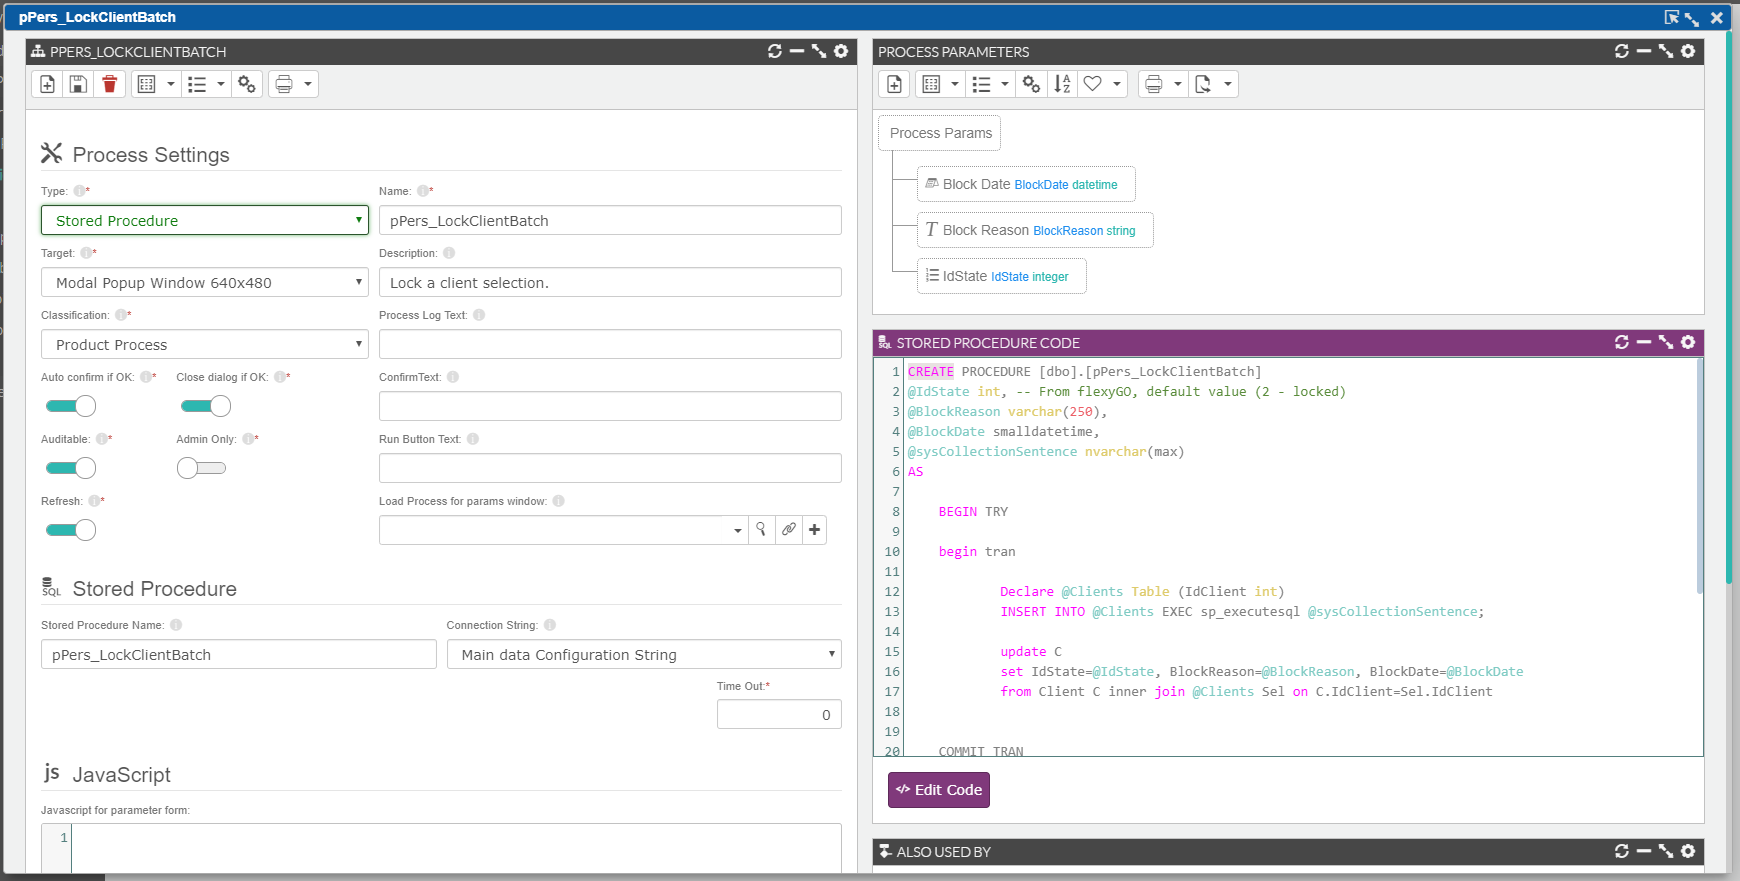 pPers_LockClientBatch
PPERS_LOCKCLIENTBATCH
Process Settings
Type: *
Name: *
Stored Procedure
pPers_LockClientBatch
Target: *
Description:
Modal Popup Window 640x480
Lock a client selection.
Classification: *
Process Log Text:
Product Process
Auto confirm if OK: *
Close dialog if OK: *
ConfirmText:
Auditable: *
Admin Only: *
Run Button Text:
Refresh: *
Load Process for params window:
SQL
Stored Procedure
Stored Procedure Name:
Connection String:
pPers_LockClientBatch
Main data Configuration String
Time Out:*
0
js JavaScript
Javascript for parameter form:
1
PROCESS PARAMETERS
Process Params
Block Date BlockDate datetime
T Block Reason BlockReason string
IdState IdState integer
SQL STORED PROCEDURE CODE
1 CREATE PROCEDURE [dbo].[pPers_LockClientBatch]
2 @IdState int, -- From flexyGO, default value (2 - locked)
3 @BlockReason varchar(250),
4 @BlockDate smalldatetime,
5 @sysCollectionSentence nvarchar(max)
6 AS
7
8 BEGIN TRY
9
10 begin tran
11
12 Declare @Clients Table (IdClient int)
13 INSERT INTO @Clients EXEC sp_executesql @sysCollectionSentence;
14
15 update C
16 set IdState=@IdState, BlockReason=@BlockReason, BlockDate=@BlockDate
17 from Client C inner join @Clients Sel on C.IdClient=Sel.IdClient
18
19
20 COMMIT TRAN
</> Edit Code
ALSO USED BY